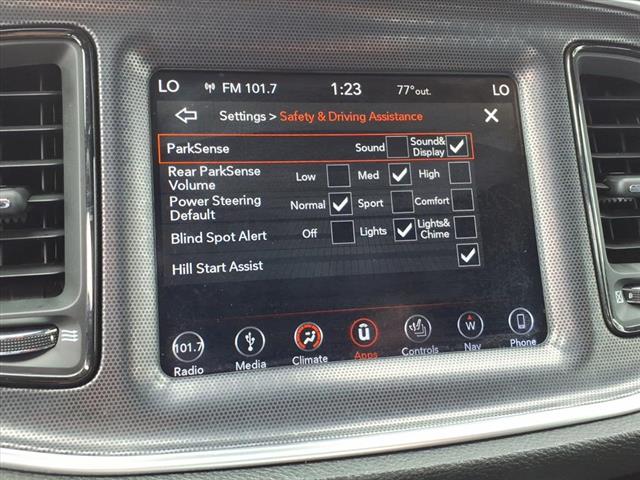 LO FM 101.7 1:23 77° out. LO
Settings > Safety & Driving Assistance
ParkSense Sound Sound& Display
Rear ParkSense Volume Low Med High
Power Steering Default Normal Sport Comfort
Blind Spot Alert Off Lights Lights& Chime
Hill Start Assist
101.7
W
Radio Media Climate Apps Controls Nav Phone